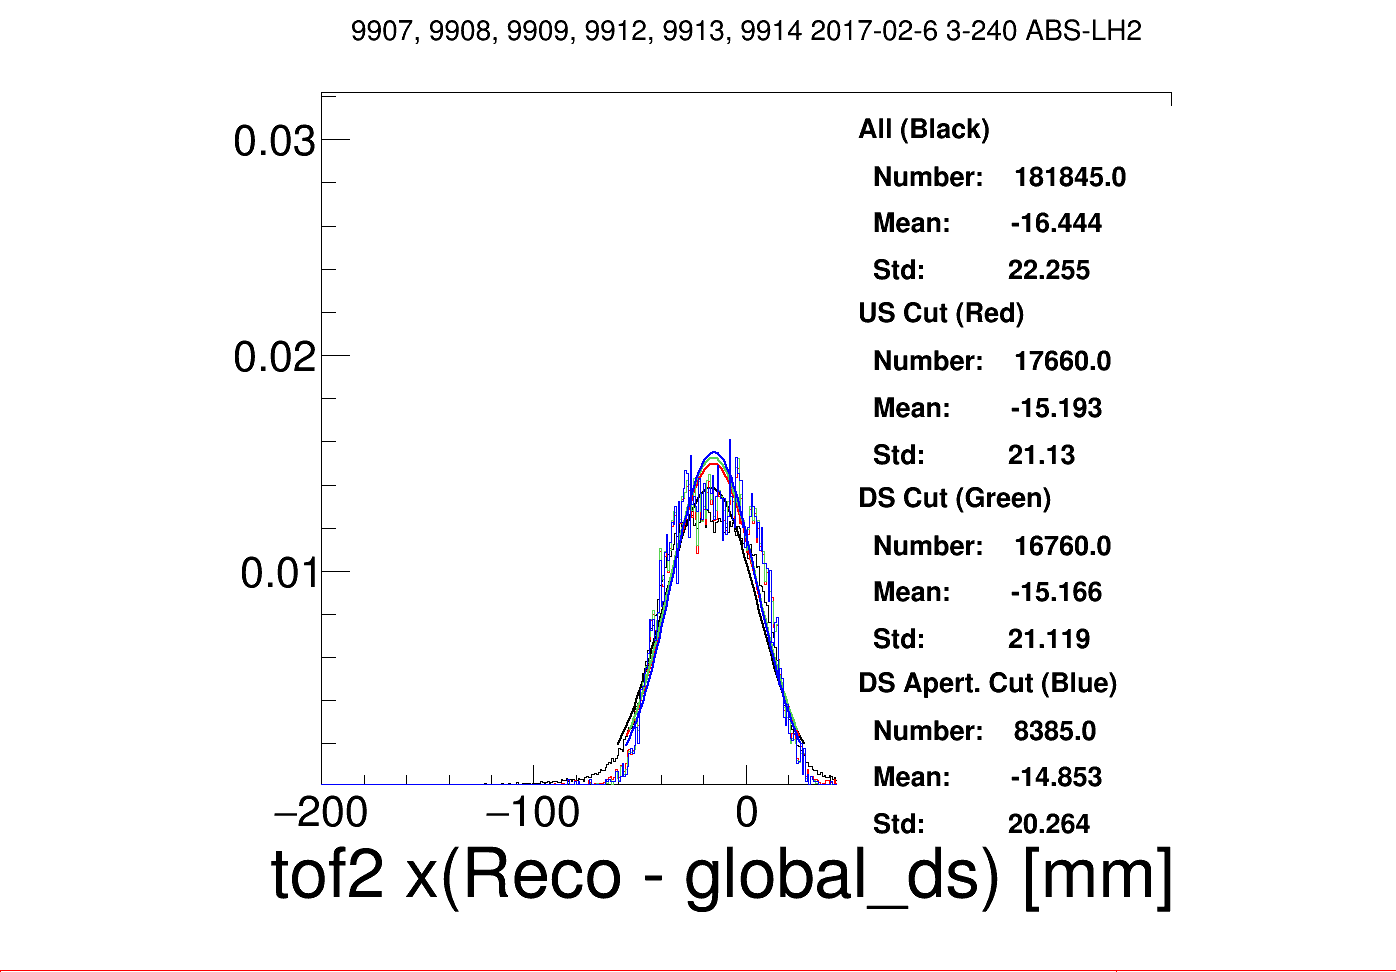 9907, 9908, 9909, 9912, 9913, 9914 2017-02-6 3-240 ABS-LH2
0.03
0.02
0.01
All (Black)
Number: 181845.0
Mean: -16.444
Std: 22.255
US Cut (Red)
Number: 17660.0
Mean: -15.193
Std: 21.13
DS Cut (Green)
Number: 16760.0
Mean: -15.166
Std: 21.119
DS Apert. Cut (Blue)
Number: 8385.0
Mean: -14.853
Std: 20.264
−200 −100 0
tof2 x(Reco - global_ds) [mm]